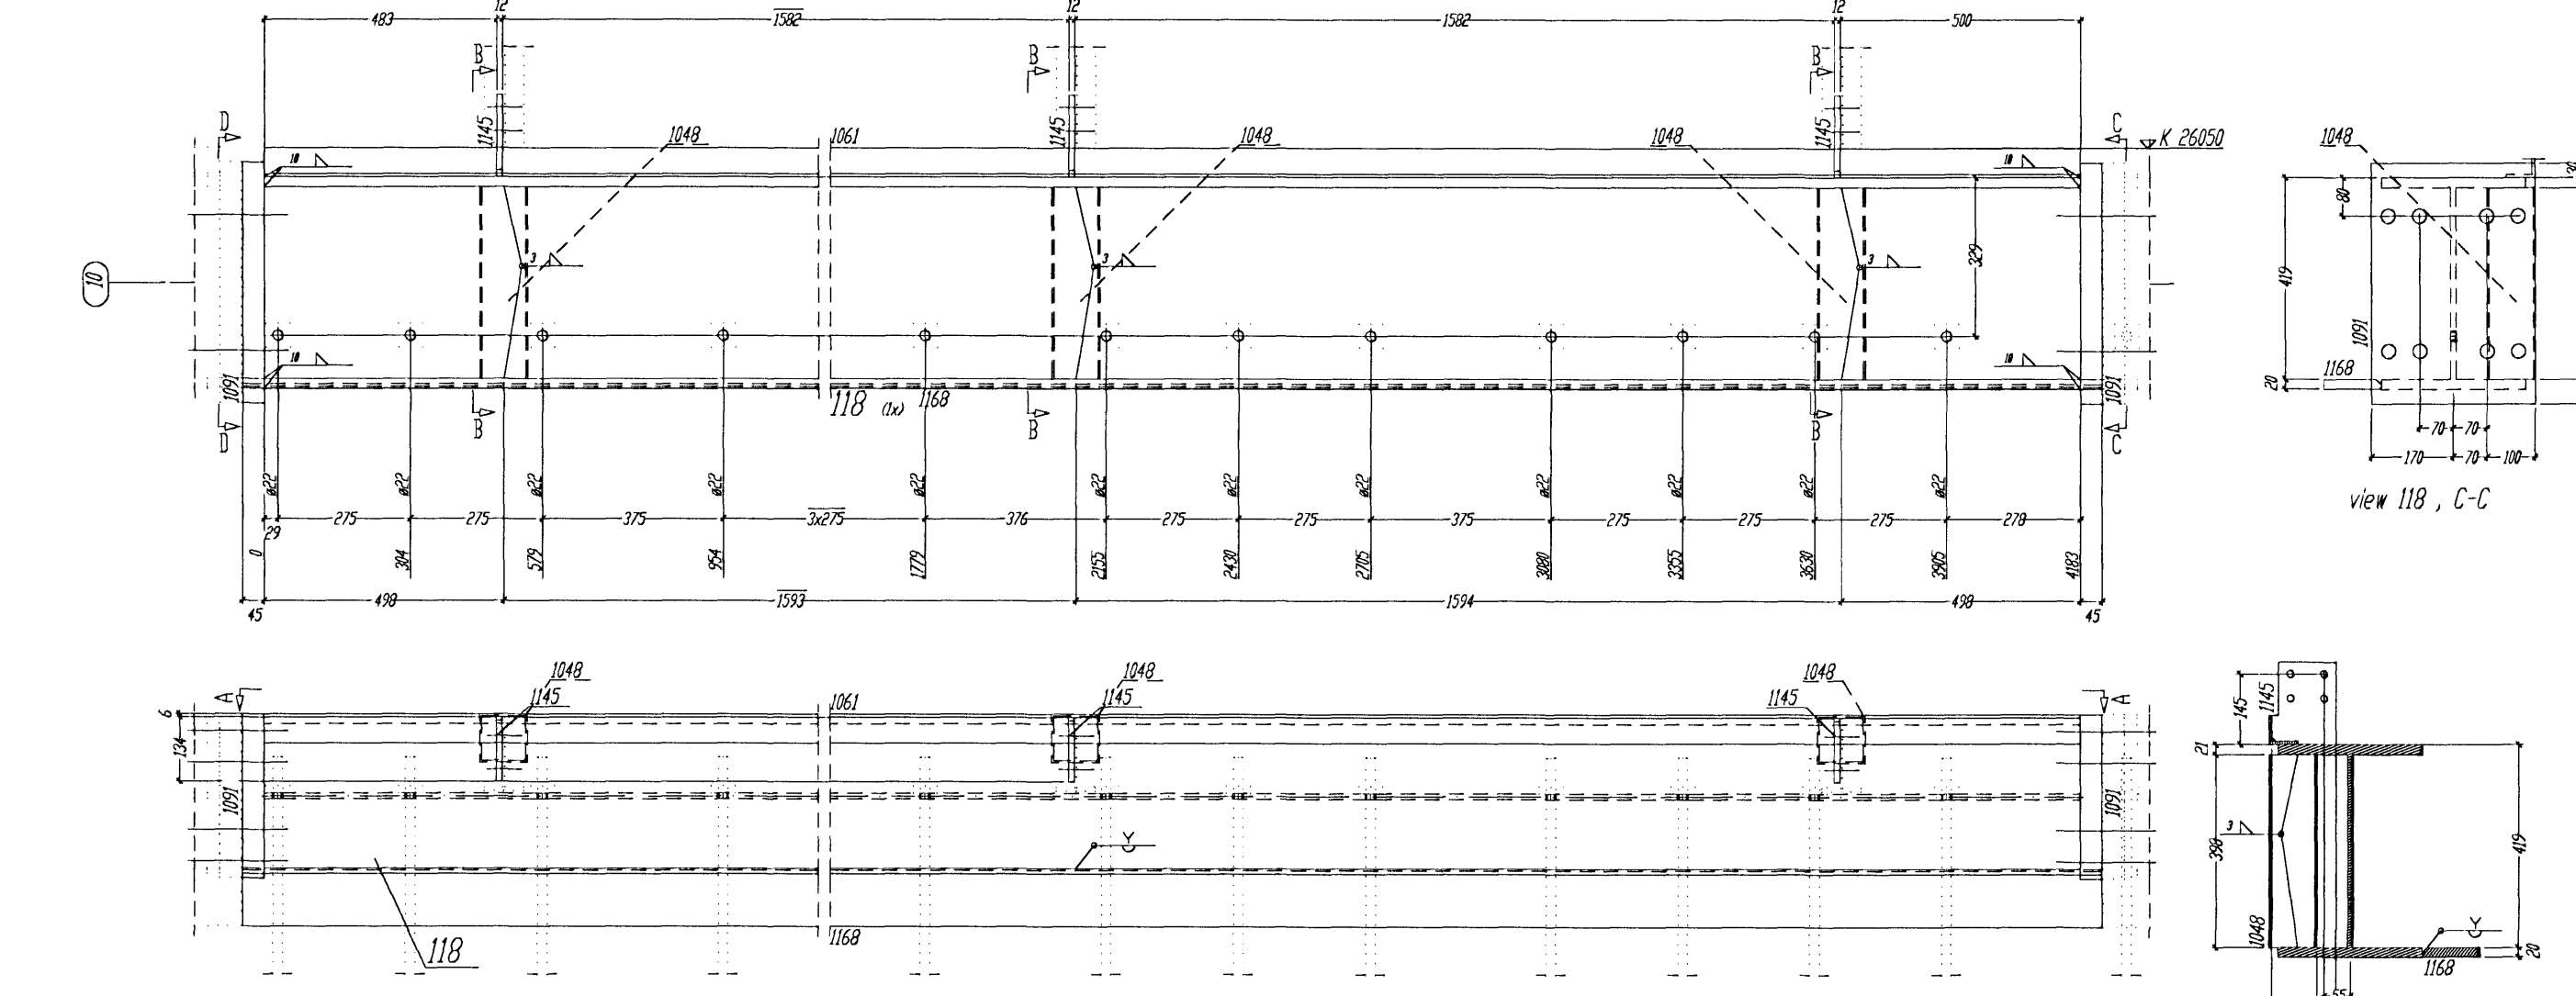 12 12 12
483 1582 1582 500
B B B
D 1145 1048 1061 1145 1048 1048 1145 C K 26050 1048
10 10 30
80
3 3 3 329 419
10
1091 1168
10 10 20
1091 118 (1x) 1168 1091
D B B B C
70 70
170 70 100
ø22 ø22 ø22 ø22 ø22 ø22 ø22 ø22 ø22 ø22 ø22 ø22
view 118 , C-C
29 275 275 375 3x275 376 275 275 375 275 275 275 278
0 304 579 954 1779 2155 2430 2705 3080 3355 3630 3905 4183
45 498 1593 1594 498 45
A 1048 1048 1048 A
6 1145 1061 1145 1145 145 1145
134 21
1091 1091
Y 3 398 419
118 1168 1048 Y 1168 20
55